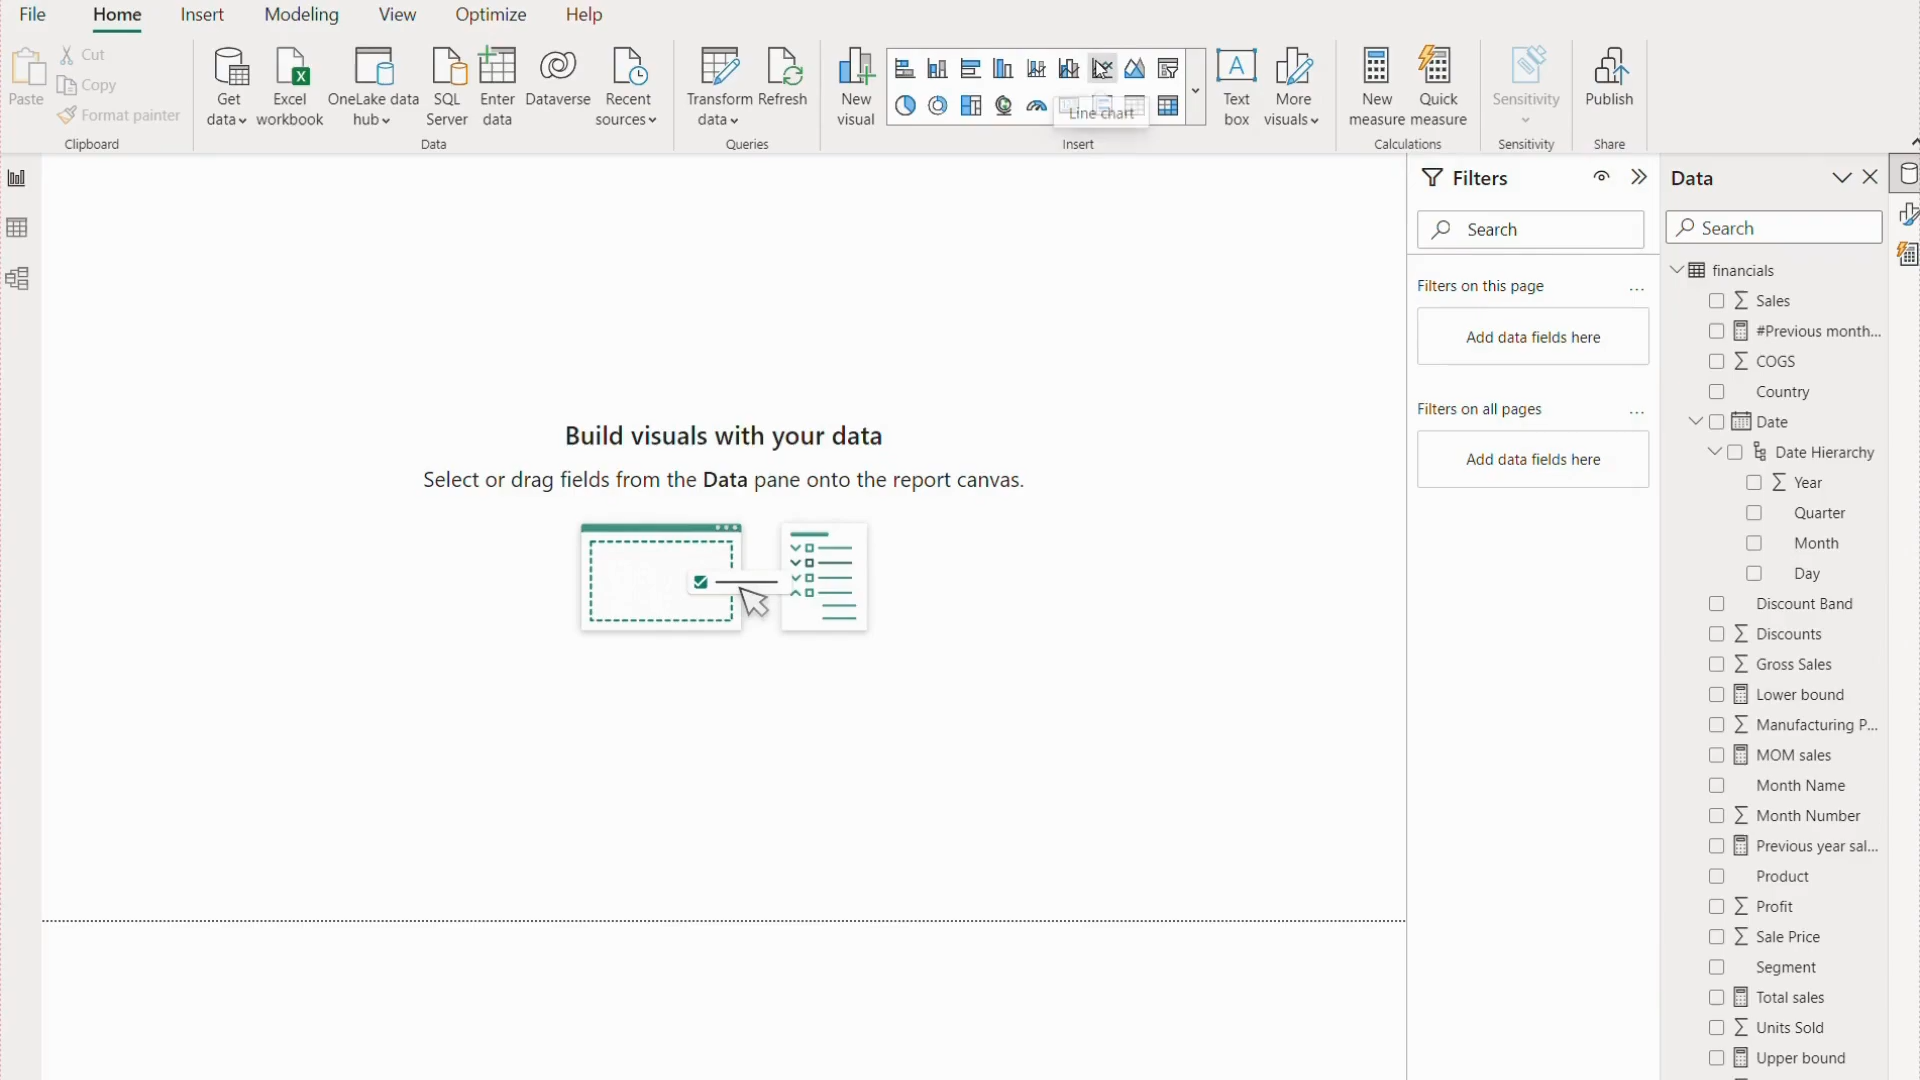 File Home Insert Modeling View Optimize Help
Paste
Cut
Copy
Format painter
Clipboard
Get
data
Excel
workbook
OneLake data
hub
SQL
Server
Enter
data
Dataverse
Recent
sources
Data
Transform
data
Refresh
Queries
New
visual
Line chart
A
Text
box
More
visuals
Insert
New
measure
Quick
measure
Calculations
Sensitivity
Sensitivity
Publish
Share
Build visuals with your data
Select or drag fields from the Data pane onto the report canvas.
Filters
Search
Filters on this page ...
Add data fields here
Filters on all pages ...
Add data fields here
Data
Search
financials
Sales
#Previous month...
COGS
Country
Date
Date Hierarchy
Year
Quarter
Month
Day
Discount Band
Discounts
Gross Sales
Lower bound
Manufacturing P...
MOM sales
Month Name
Month Number
Previous year sal...
Product
Profit
Sale Price
Segment
Total sales
Units Sold
Upper bound